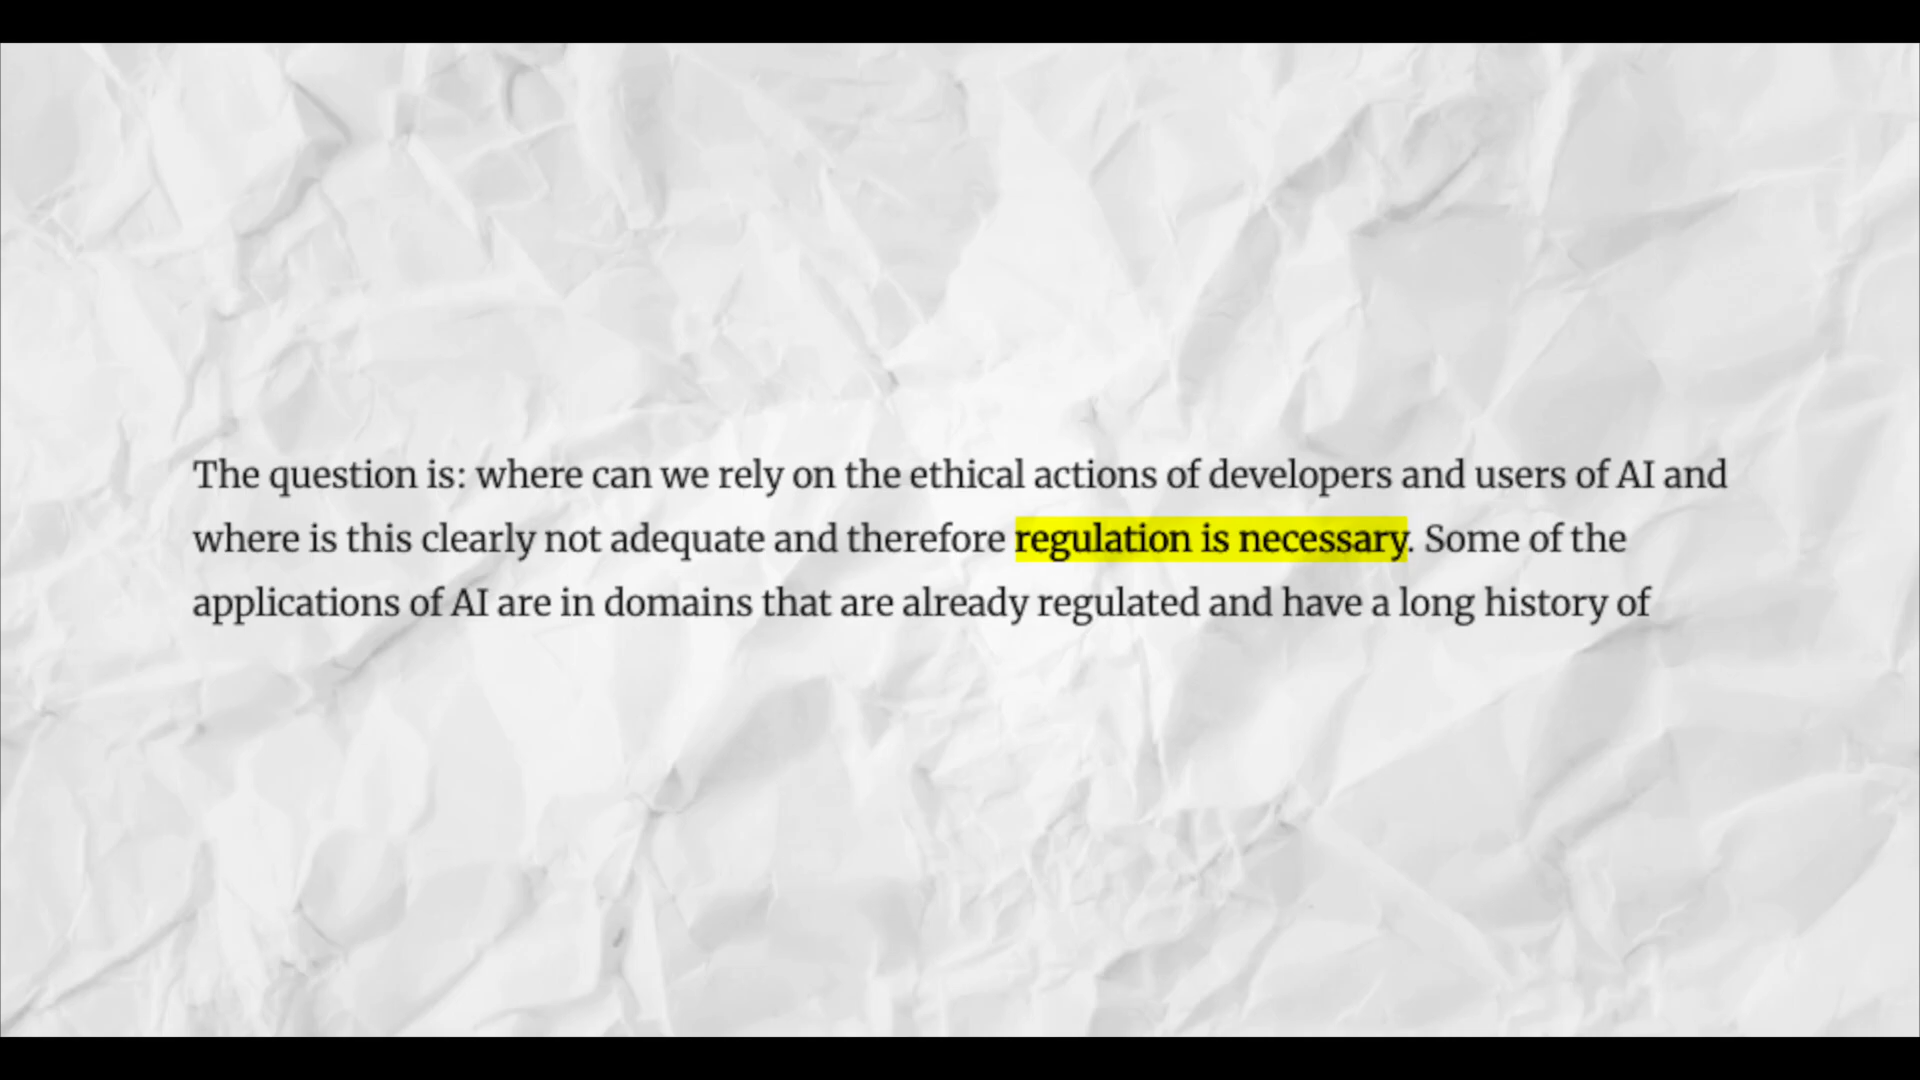 The question is: where can we rely on the ethical actions of developers and users of AI and
where is this clearly not adequate and therefore regulation is necessary. Some of the
applications of AI are in domains that are already regulated and have a long history of